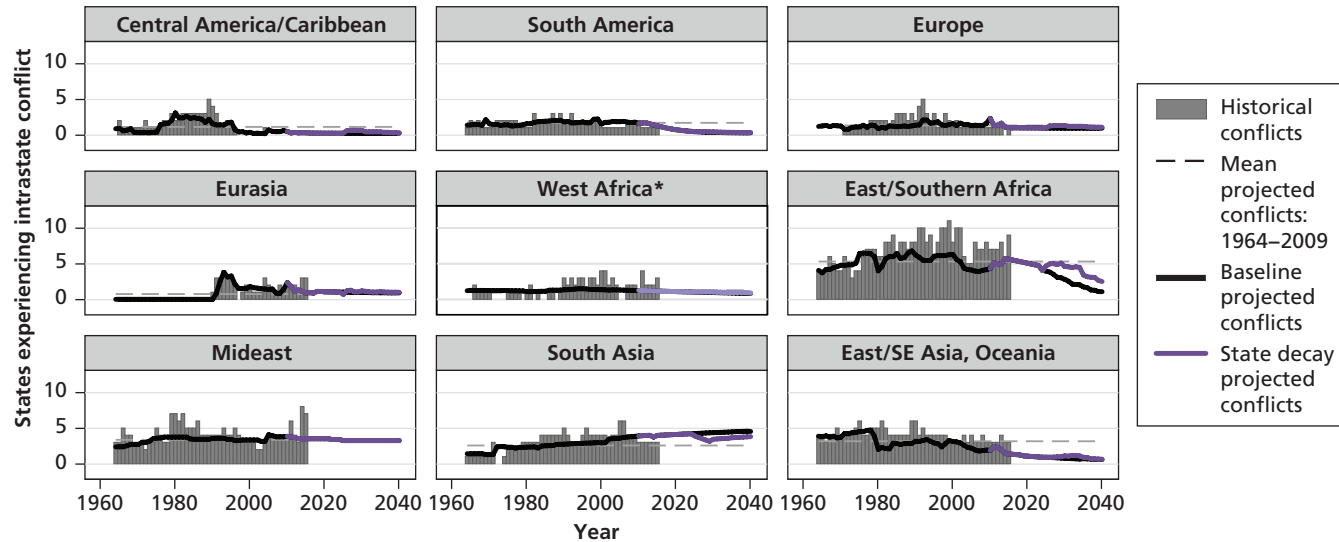 States experiencing intrastate conflict
Central America/Caribbean
South America
Europe
10
5
0
Eurasia
West Africa*
East/Southern Africa
10
5
0
Mideast
South Asia
East/SE Asia, Oceania
10
5
0
1960 1980 2000 2020 2040
1960 1980 2000 2020 2040
1960 1980 2000 2020 2040
Year
Historical
conflicts
Mean
projected
conflicts:
1964–2009
Baseline
projected
conflicts
State decay
projected
conflicts